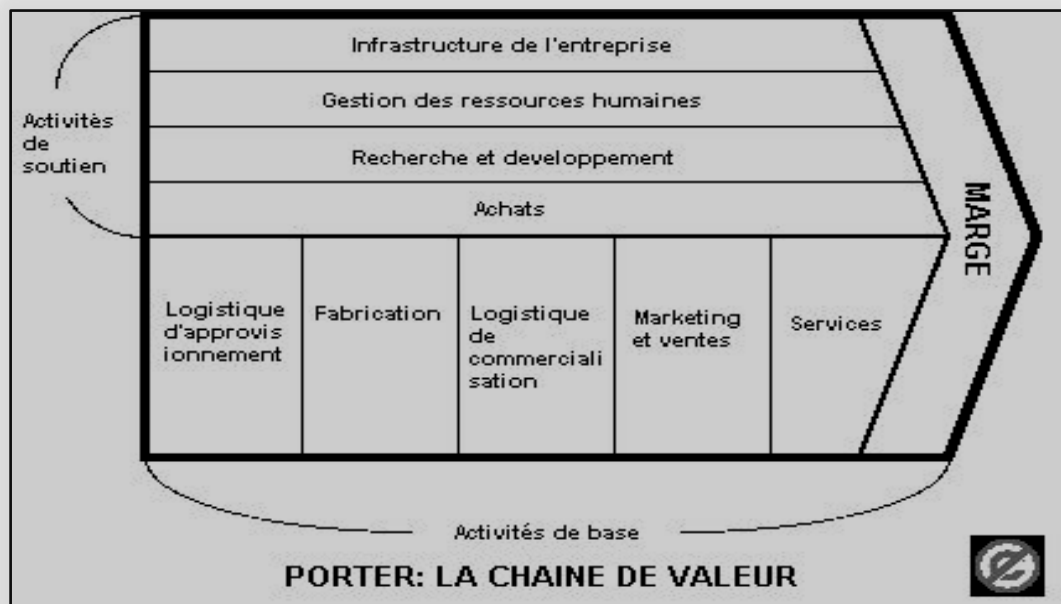 Infrastructure de l'entreprise
Gestion des ressources humaines
Activités
de
soutien
Recherche et developpement
Achats
MARGE
Logistique
d'approvis
ionnement
Fabrication
Logistique
de
commerciali
sation
Marketing
et ventes
Services
Activités de base
PORTER: LA CHAINE DE VALEUR